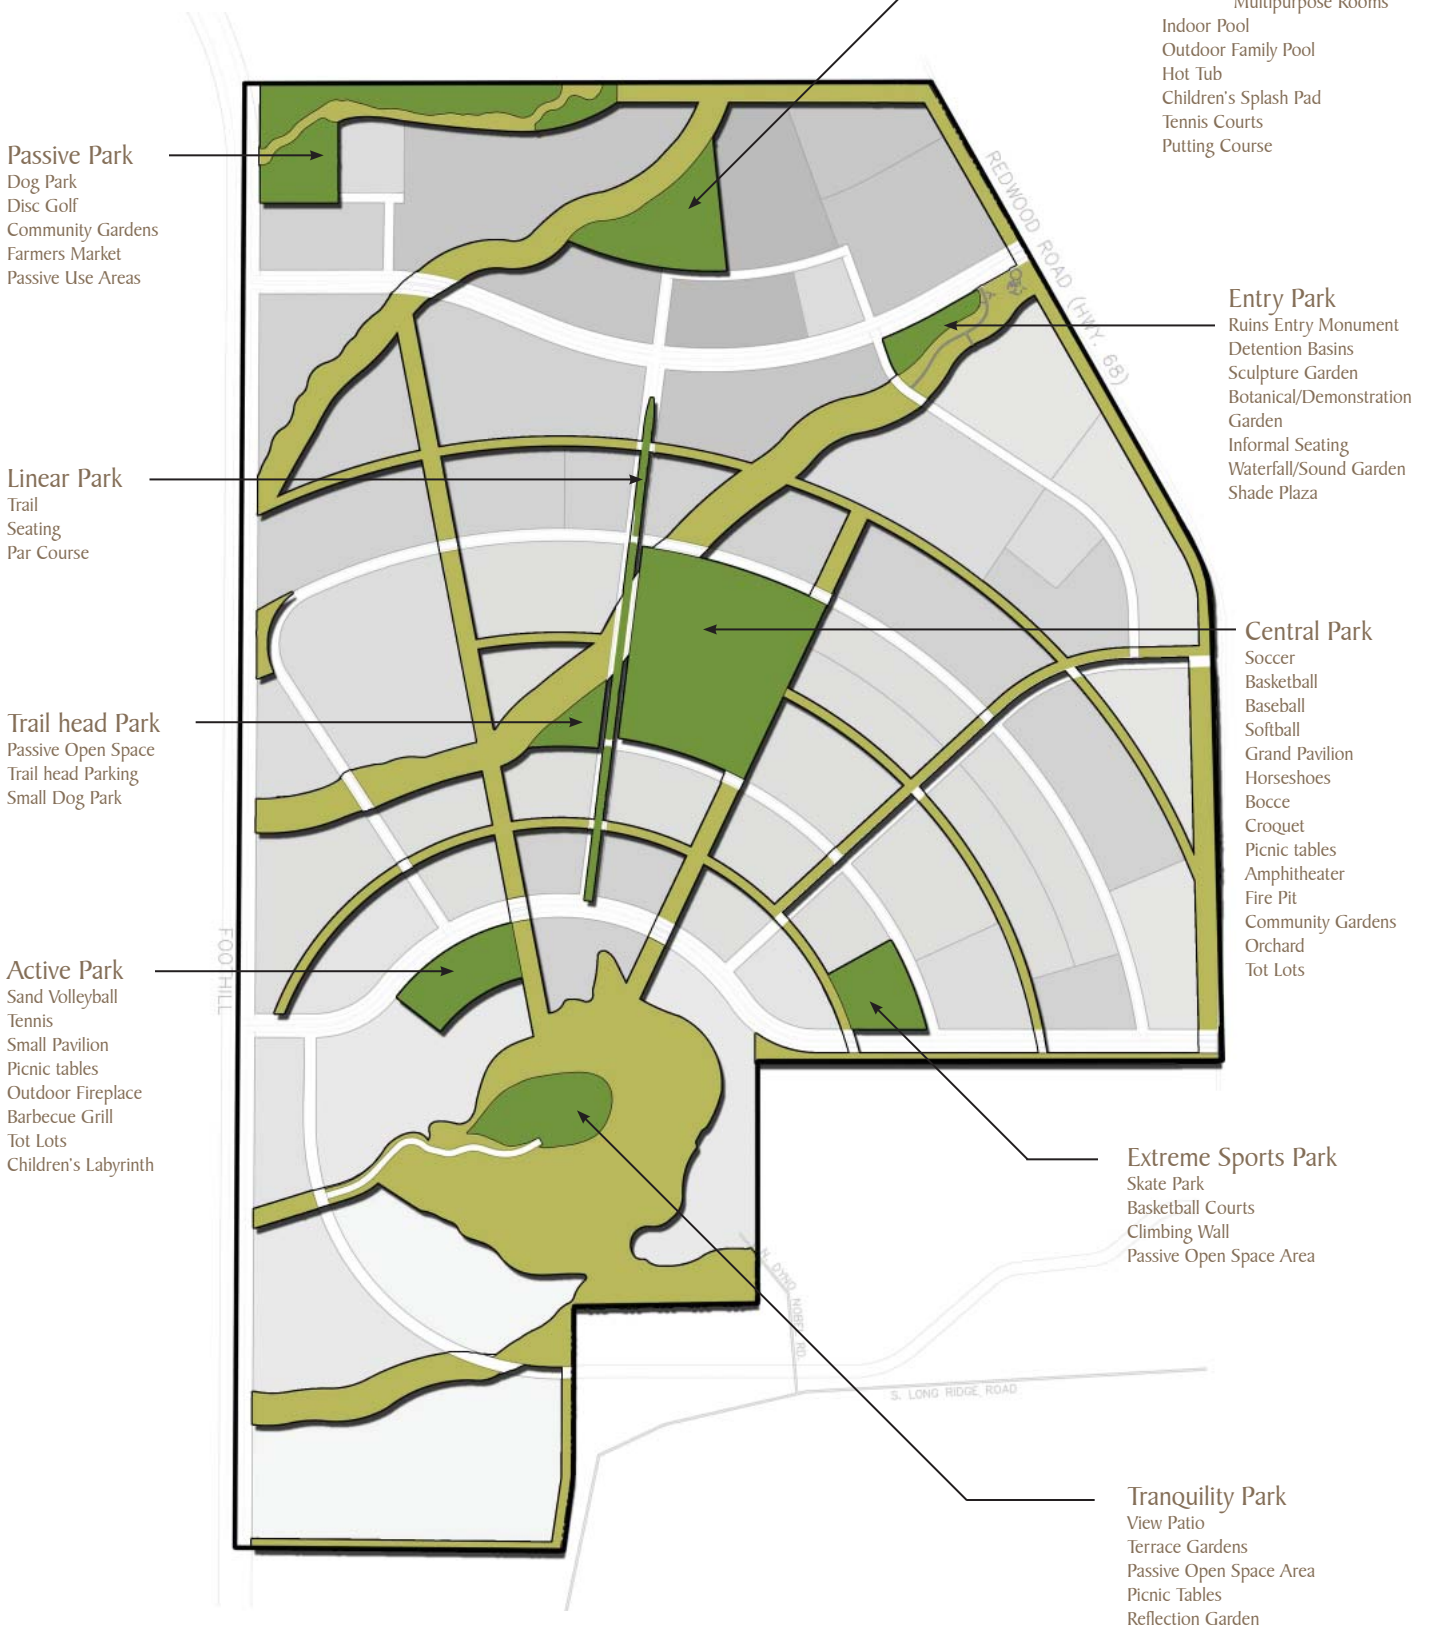 Multipurpose Rooms
Indoor Pool
Outdoor Family Pool
Hot Tub
Children's Splash Pad
Tennis Courts
Putting Course
Passive Park
Dog Park
Disc Golf
Community Gardens
Farmers Market
Passive Use Areas
REDWOOD ROAD (HWY. 68)
Entry Park
Ruins Entry Monument
Detention Basins
Sculpture Garden
Botanical/Demonstration
Garden
Informal Seating
Waterfall/Sound Garden
Shade Plaza
Linear Park
Trail
Seating
Par Course
Central Park
Soccer
Basketball
Baseball
Softball
Grand Pavilion
Horseshoes
Bocce
Croquet
Picnic tables
Amphitheater
Fire Pit
Community Gardens
Orchard
Tot Lots
Trail head Park
Passive Open Space
Trail head Parking
Small Dog Park
FOOTHILL
Active Park
Sand Volleyball
Tennis
Small Pavilion
Picnic tables
Outdoor Fireplace
Barbecue Grill
Tot Lots
Children's Labyrinth
Extreme Sports Park
Skate Park
Basketball Courts
Climbing Wall
Passive Open Space Area
N. DYNO NOBEL RD.
S. LONG RIDGE ROAD
Tranquility Park
View Patio
Terrace Gardens
Passive Open Space Area
Picnic Tables
Reflection Garden